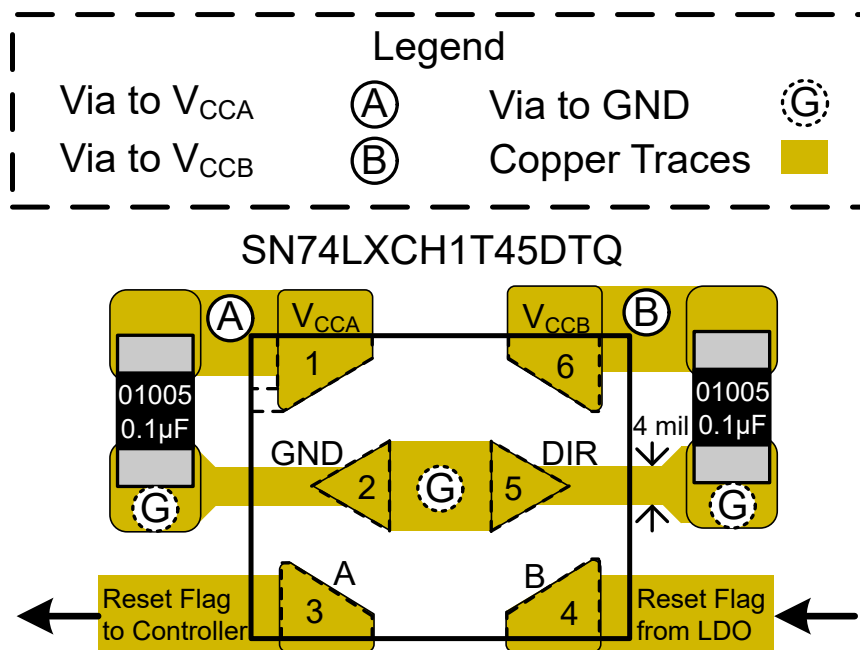 Legend
Via to VCCA A Via to GND G
Via to VCCB B Copper Traces
SN74LXCH1T45DTQ
A VCCA VCCB B
1 6
01005 01005
0.1µF 0.1µF
4 mil
GND DIR
2 G 5
G G
A B
3 4
Reset Flag Reset Flag
to Controller from LDO